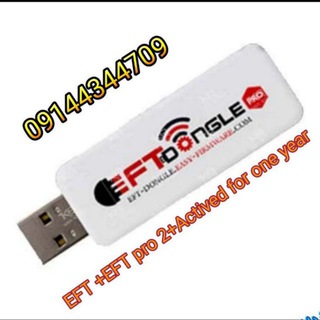 09144344709
EFT DONGLE PRO
EFT-DONGLE.EASY-FIRMWARE.COM
EFT +EFT pro 2+Actived for one year